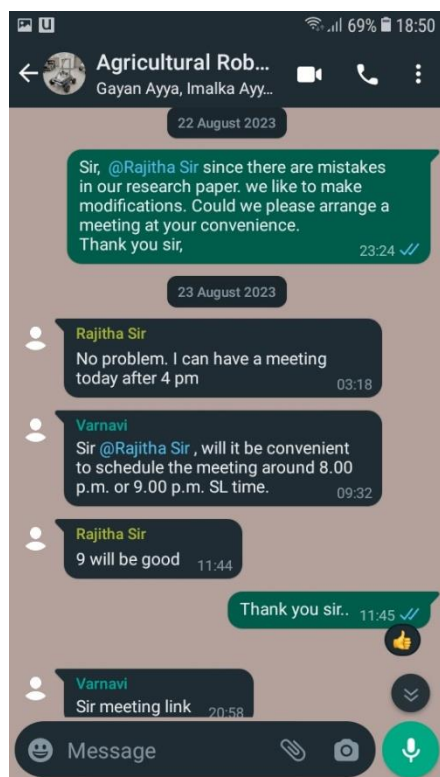 69% 18:50
Agricultural Rob...
Gayan Ayya, Imalka Ayy...
22 August 2023
Sir, @Rajitha Sir since there are mistakes
in our research paper. we like to make
modifications. Could we please arrange a
meeting at your convenience.
Thank you sir,
23:24
23 August 2023
Rajitha Sir
No problem. I can have a meeting
today after 4 pm
03:18
Varnavi
Sir @Rajitha Sir , will it be convenient
to schedule the meeting around 8.00
p.m. or 9.00 p.m. SL time.
09:32
Rajitha Sir
9 will be good 11:44
Thank you sir.. 11:45
Varnavi
Sir meeting link 20:58
Message